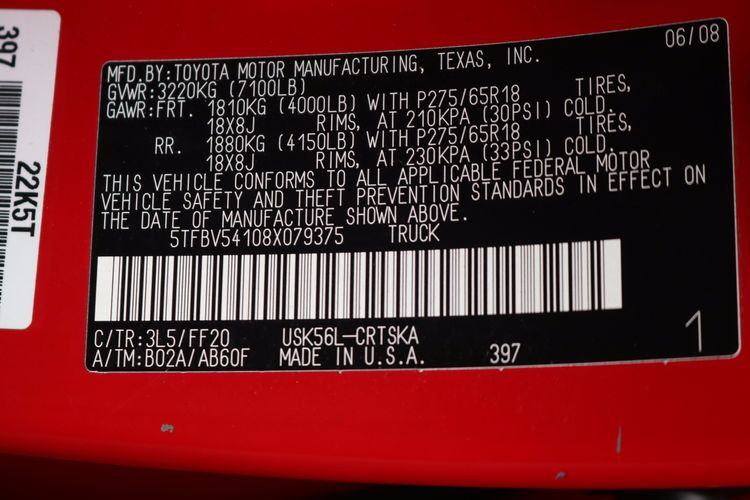 06/08
MFD.BY:TOYOTA MOTOR MANUFACTURING, TEXAS, INC.
GVWR:3220KG (7100LB)
GAWR:FRT. 1810KG (4000LB) WITH P275/65R18 TIRES,
18X8J RIMS, AT 210KPA (30PSI) COLD.
RR. 1880KG (4150LB) WITH P275/65R18 TIRES,
18X8J RIMS, AT 230KPA (33PSI) COLD.
THIS VEHICLE CONFORMS TO ALL APPLICABLE FEDERAL MOTOR
VEHICLE SAFETY AND THEFT PREVENTION STANDARDS IN EFFECT ON
THE DATE OF MANUFACTURE SHOWN ABOVE.
5TFBV54108X079375 TRUCK
C/TR:3L5/FF20 USK56L-CRTSKA
A/TM:B02A/AB60F MADE IN U.S.A. 397
1
397
22K5T